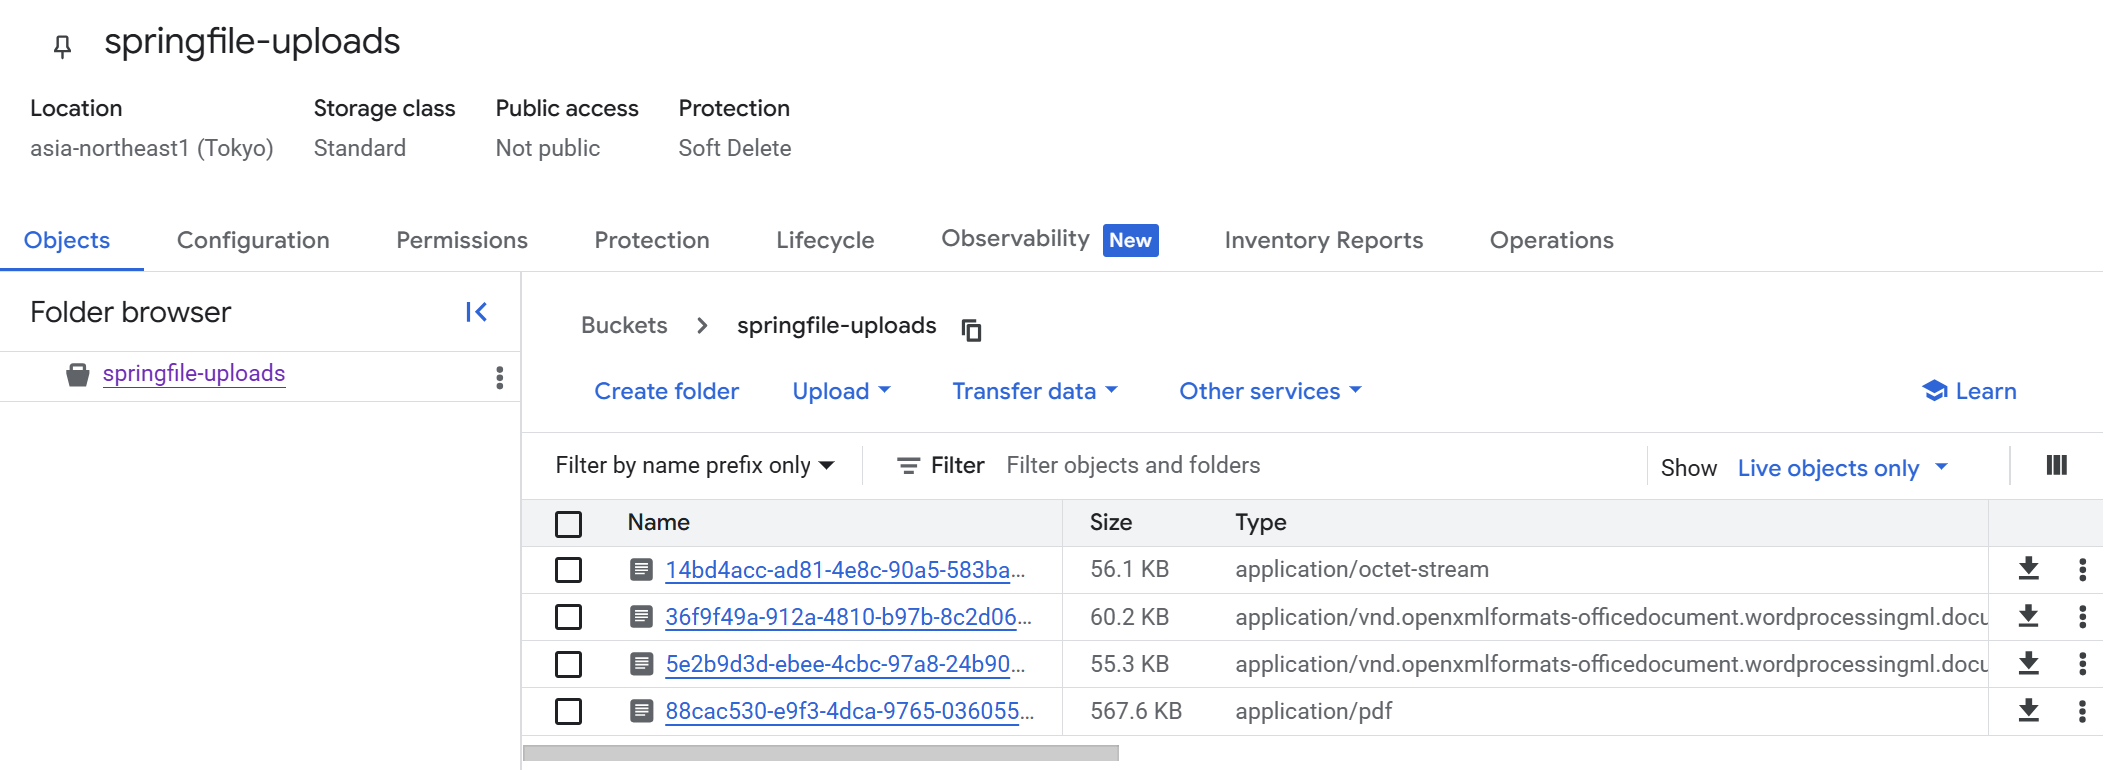 springfile-uploads
Location Storage class Public access Protection
asia-northeast1 (Tokyo) Standard Not public Soft Delete
Objects Configuration Permissions Protection Lifecycle Observability New Inventory Reports Operations
Folder browser
springfile-uploads
Buckets springfile-uploads
Create folder Upload Transfer data Other services Learn
Filter by name prefix only Filter Filter objects and folders Show Live objects only
Name Size Type
14bd4acc-ad81-4e8c-90a5-583ba... 56.1 KB application/octet-stream
36f9f49a-912a-4810-b97b-8c2d06... 60.2 KB application/vnd.openxmlformats-officedocument.wordprocessingml.docu
5e2b9d3d-ebee-4cbc-97a8-24b90... 55.3 KB application/vnd.openxmlformats-officedocument.wordprocessingml.docu
88cac530-e9f3-4dca-9765-036055... 567.6 KB application/pdf